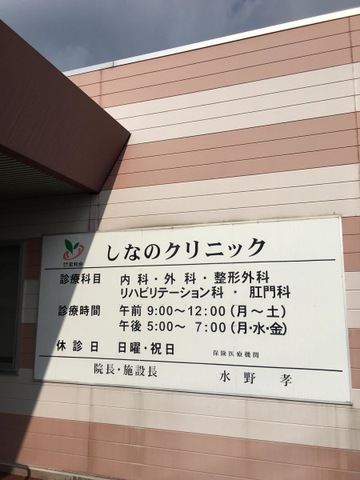 しなのクリニック
診療科目 内科・外科・整形外科
リハビリテーション科・肛門科
診療時間 午前 9:00〜12:00(月〜土)
午後 5:00〜 7:00(月・水・金)
休診日 日曜・祝日 保険医療機関
院長・施設長 水野孝